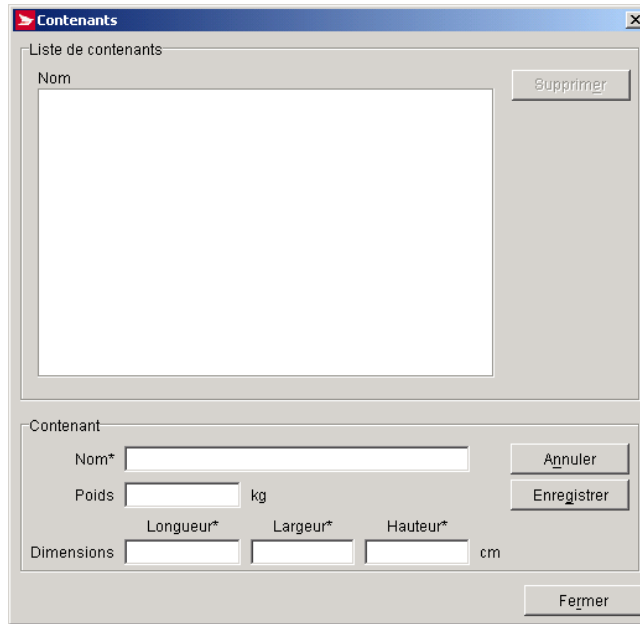 Contenants
Liste de contenants
Nom
Supprimer
Contenant
Nom*
Annuler
Poids kg
Enregistrer
Longueur* Largeur* Hauteur*
Dimensions cm
Fermer